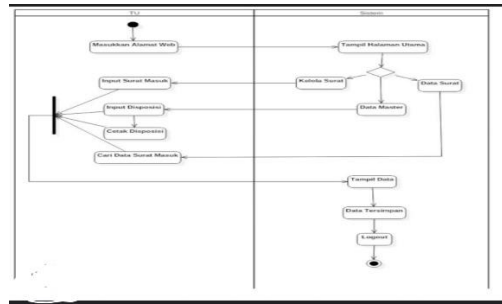 TU
Sistem
Masukkan Alamat Web
Tampil Halaman Utama
Input Surat Masuk
Kelola Surat
Data Surat
Input Disposisi
Data Master
Cetak Disposisi
Cari Data Surat Masuk
Tampil Data
Data Tersimpan
Logout